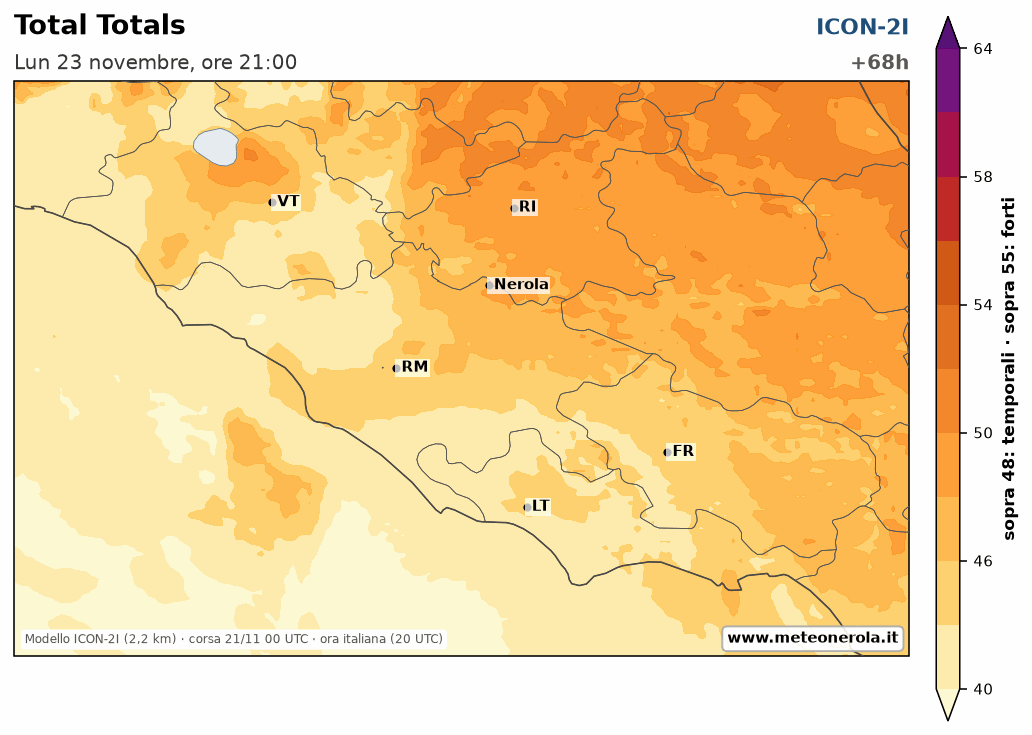 Total Totals
ICON-2I
Lun 23 novembre, ore 21:00
+68h
VT
RI
Nerola
RM
FR
LT
Modello ICON-2I (2,2 km) · corsa 21/11 00 UTC · ora italiana (20 UTC)
www.meteonerola.it
64
58
54
50
46
40
sopra 48: temporali · sopra 55: forti